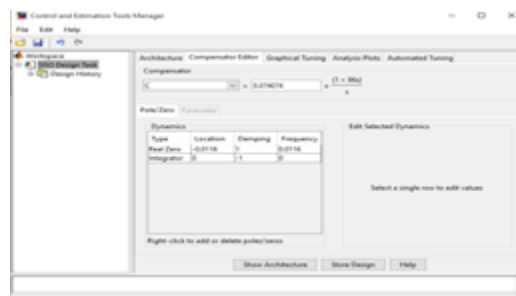 Control and Estimation Tools Manager
File Edit Help
Workspace
SISO Design Task
Design History
Architecture Compensator Editor Graphical Tuning Analysis Plots Automated Tuning
Compensator
C = 0.074074 x (1 + 86s)
s
Pole/Zero Parameter
Dynamics
Type Location Damping Frequency
Real Zero -0.0116 1 0.0116
Integrator 0 -1 0
Right-click to add or delete poles/zeros
Edit Selected Dynamics
Select a single row to edit values
Show Architecture Store Design Help